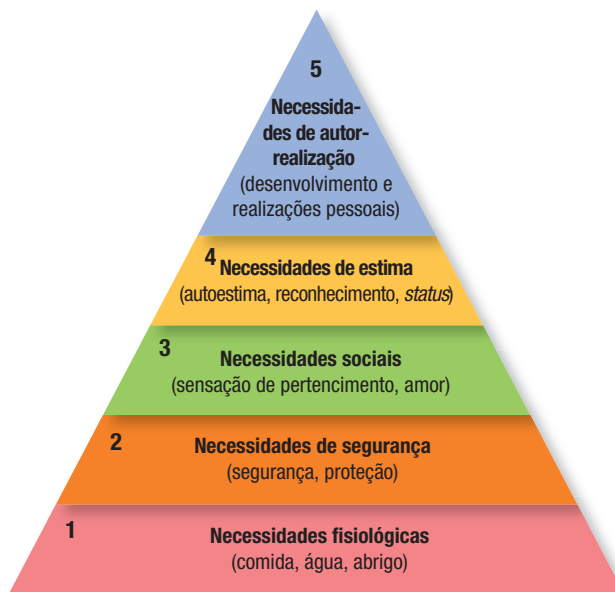 5
Necessida-
des de autor-
realização
(desenvolvimento e
realizações pessoais)
4 Necessidades de estima
(autoestima, reconhecimento, status)
3
Necessidades sociais
(sensação de pertencimento, amor)
2
Necessidades de segurança
(segurança, proteção)
1
Necessidades fisiológicas
(comida, água, abrigo)